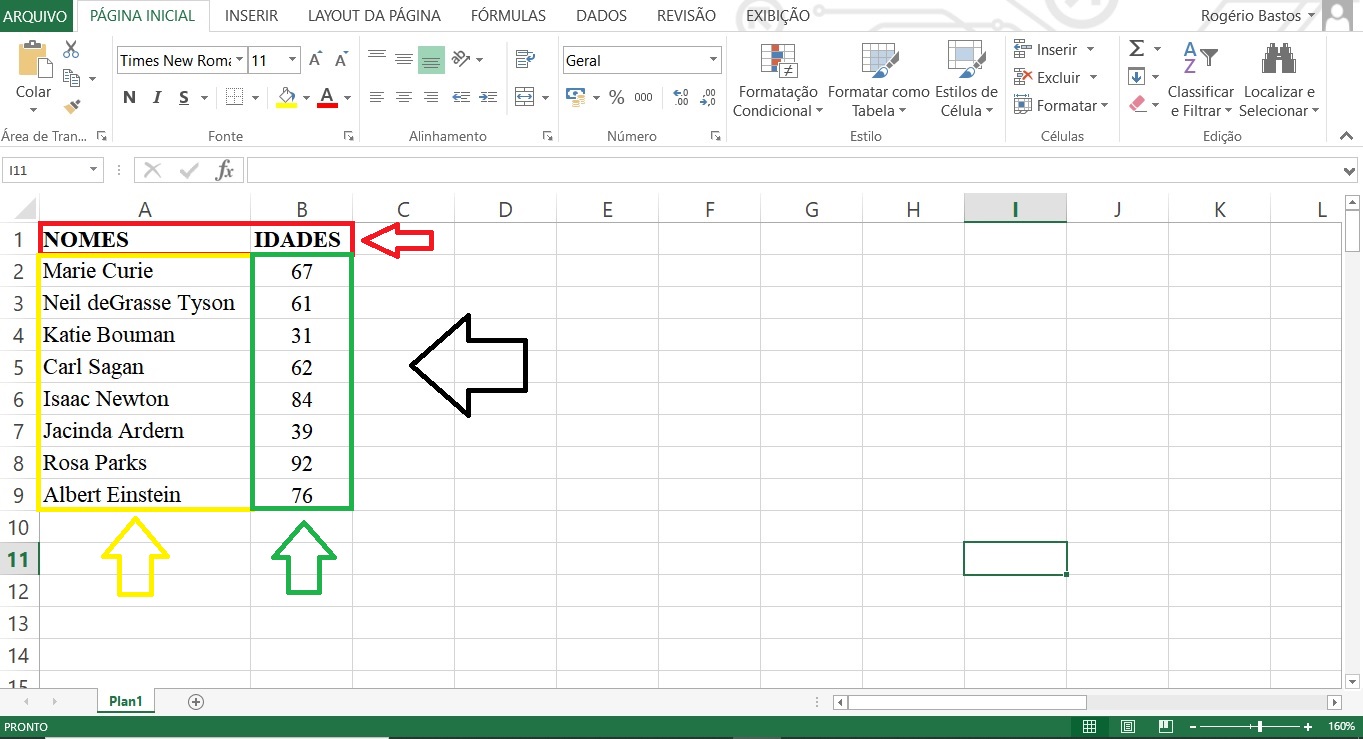 ARQUIVO PÁGINA INICIAL INSERIR LAYOUT DA PÁGINA FÓRMULAS DADOS REVISÃO EXIBIÇÃO Rogério Bastos
Times New Roma 11 Geral Inserir
Colar Formatação Formatar como Estilos de Excluir Classificar Localizar e
N I S A % 000 Condicional Tabela Célula Formatar e Filtrar Selecionar
Área de Tran... Fonte Alinhamento Número Estilo Células Edição
I11 fx
A B C D E F G H I J K L
1 NOMES IDADES
2 Marie Curie 67
3 Neil deGrasse Tyson 61
4 Katie Bouman 31
5 Carl Sagan 62
6 Isaac Newton 84
7 Jacinda Ardern 39
8 Rosa Parks 92
9 Albert Einstein 76
10
11
12
13
14
15
Plan1
PRONTO 160%